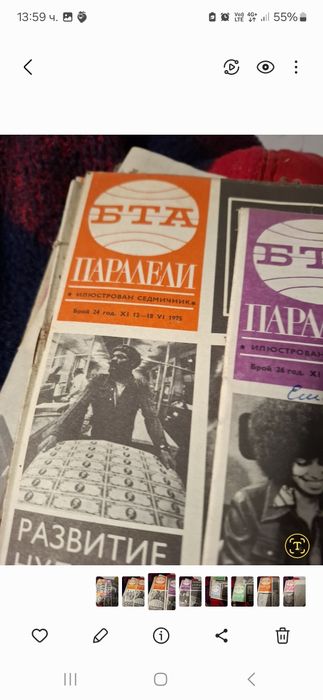 13:59 ч.
55%
БТА
ПАРАЛЕЛИ
★ ИЛЮСТРОВАН СЕДМИЧНИК ★
Брой 24 год. XI 12—18 VI 1975
РАЗВИТИЕ
БТА
ПАРАЛ
★ ИЛЮСТРОВАН
Брой 26 год. XI
T